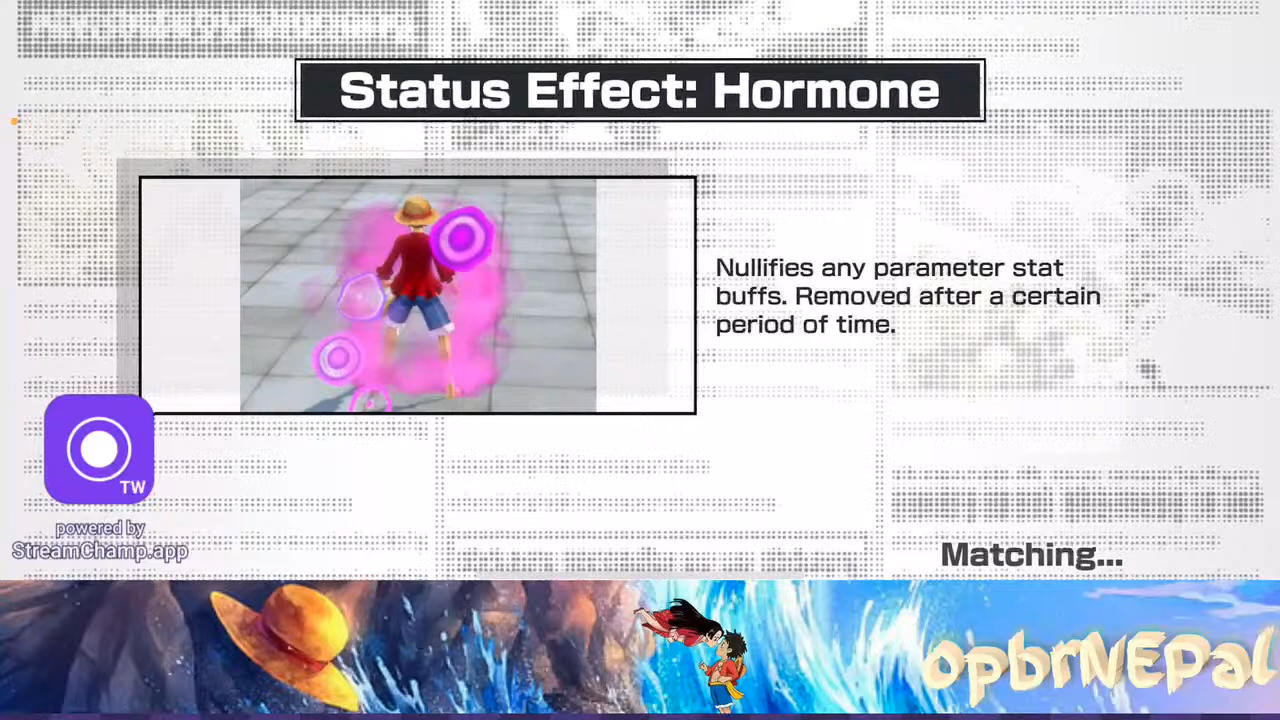 Status Effect: Hormone
Nullifies any parameter stat
buffs. Removed after a certain
period of time.
TW
powered by
StreamChamp.app
Matching...
opbrNEPal